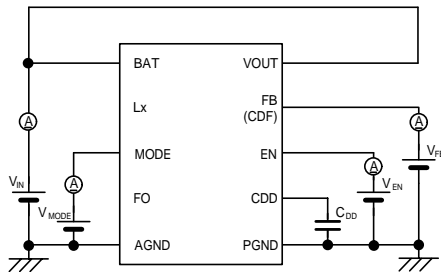 BAT VOUT
Lx FB
(CDF)
A A
MODE EN
A A
VIN VMODE FO CDD CDD VEN VFB
AGND PGND